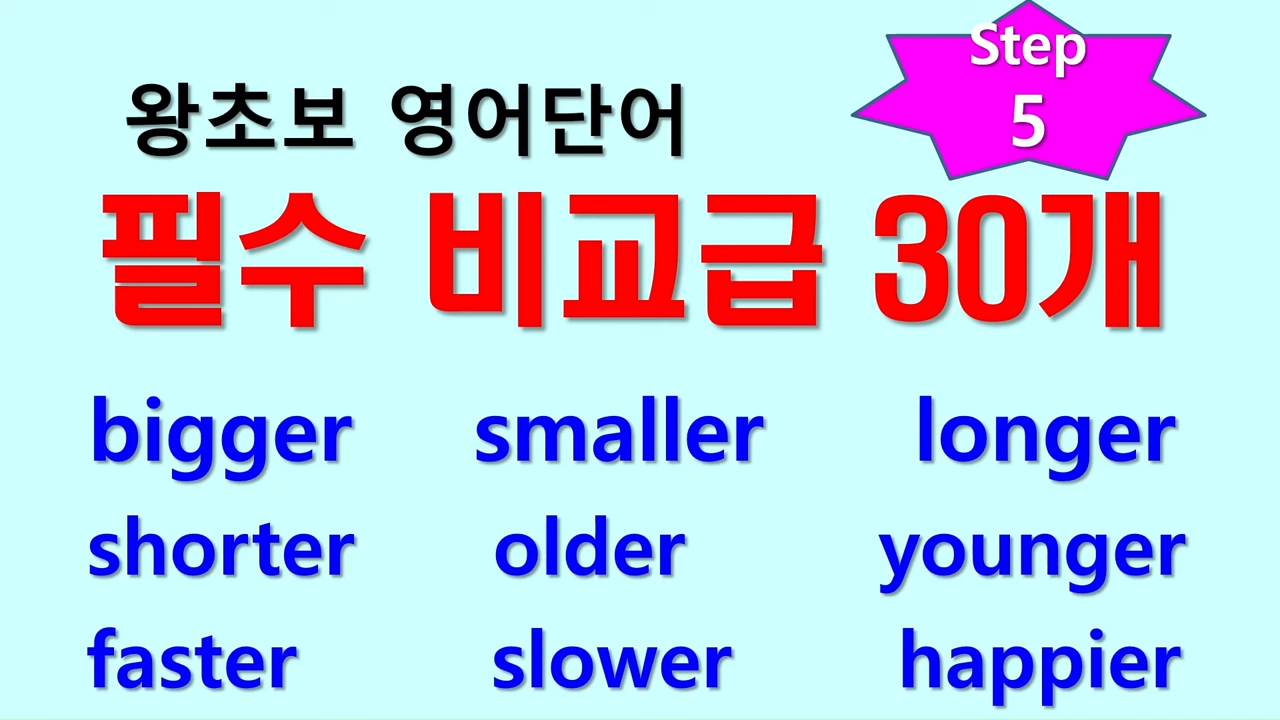 Step
5
왕초보 영어단어
필수 비교급 30개
bigger smaller longer
shorter older younger
faster slower happier